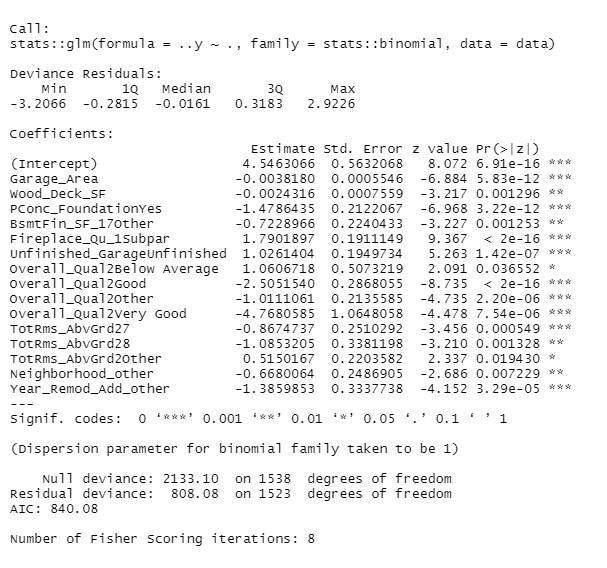 Call:
stats::glm(formula = ..y ~ ., family = stats::binomial, data = data)
Deviance Residuals:
Min 1Q Median 3Q Max
-3.2066 -0.2815 -0.0161 0.3183 2.9226
Coefficients:
Estimate Std. Error z value Pr(>|z|)
(Intercept) 4.5463066 0.5632068 8.072 6.91e-16 ***
Garage_Area -0.0038180 0.0005546 -6.884 5.83e-12 ***
Wood_Deck_SF -0.0024316 0.0007559 -3.217 0.001296 **
PConc_FoundationYes -1.4786435 0.2122067 -6.968 3.22e-12 ***
BsmtFin_SF_17Other -0.7228966 0.2240433 -3.227 0.001253 **
Fireplace_Qu_1Subpar 1.7901897 0.1911149 9.367 < 2e-16 ***
Unfinished_GarageUnfinished 1.0261404 0.1949734 5.263 1.42e-07 ***
Overall_Qual2Below Average 1.0606718 0.5073219 2.091 0.036552 *
Overall_Qual2Good -2.5051540 0.2868055 -8.735 < 2e-16 ***
Overall_Qual2Other -1.0111061 0.2135585 -4.735 2.20e-06 ***
Overall_Qual2Very Good -4.7680585 1.0648058 -4.478 7.54e-06 ***
TotRms_AbvGrd27 -0.8674737 0.2510292 -3.456 0.000549 ***
TotRms_AbvGrd28 -1.0853205 0.3381198 -3.210 0.001328 **
TotRms_AbvGrd2Other 0.5150167 0.2203582 2.337 0.019430 *
Neighborhood_other -0.6680064 0.2486905 -2.686 0.007229 **
Year_Remod_Add_other -1.3859853 0.3337738 -4.152 3.29e-05 ***
---
Signif. codes: 0 ‘***’ 0.001 ‘**’ 0.01 ‘*’ 0.05 ‘.’ 0.1 ‘ ’ 1
(Dispersion parameter for binomial family taken to be 1)
Null deviance: 2133.10 on 1538 degrees of freedom
Residual deviance: 808.08 on 1523 degrees of freedom
AIC: 840.08
Number of Fisher Scoring iterations: 8